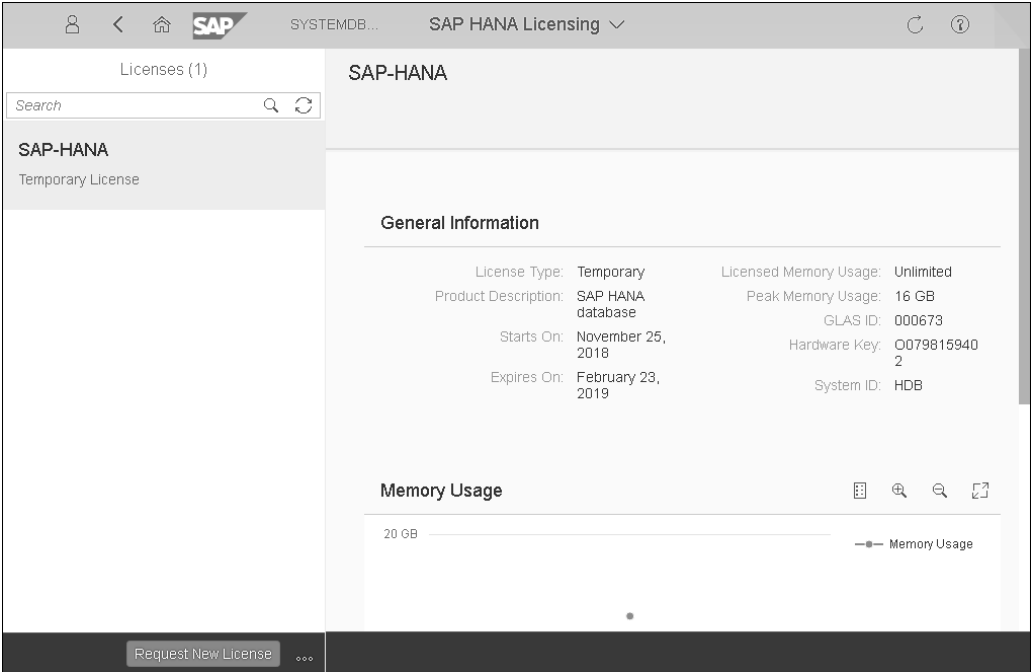 SAP SYSTEMDB... SAP HANA Licensing
Licenses (1)
Search
SAP-HANA
Temporary License
Request New License
SAP-HANA
General Information
License Type: Temporary
Product Description: SAP HANA
database
Starts On: November 25,
2018
Expires On: February 23,
2019
Licensed Memory Usage: Unlimited
Peak Memory Usage: 16 GB
GLAS ID: 000673
Hardware Key: O079815940
2
System ID: HDB
Memory Usage
20 GB
Memory Usage